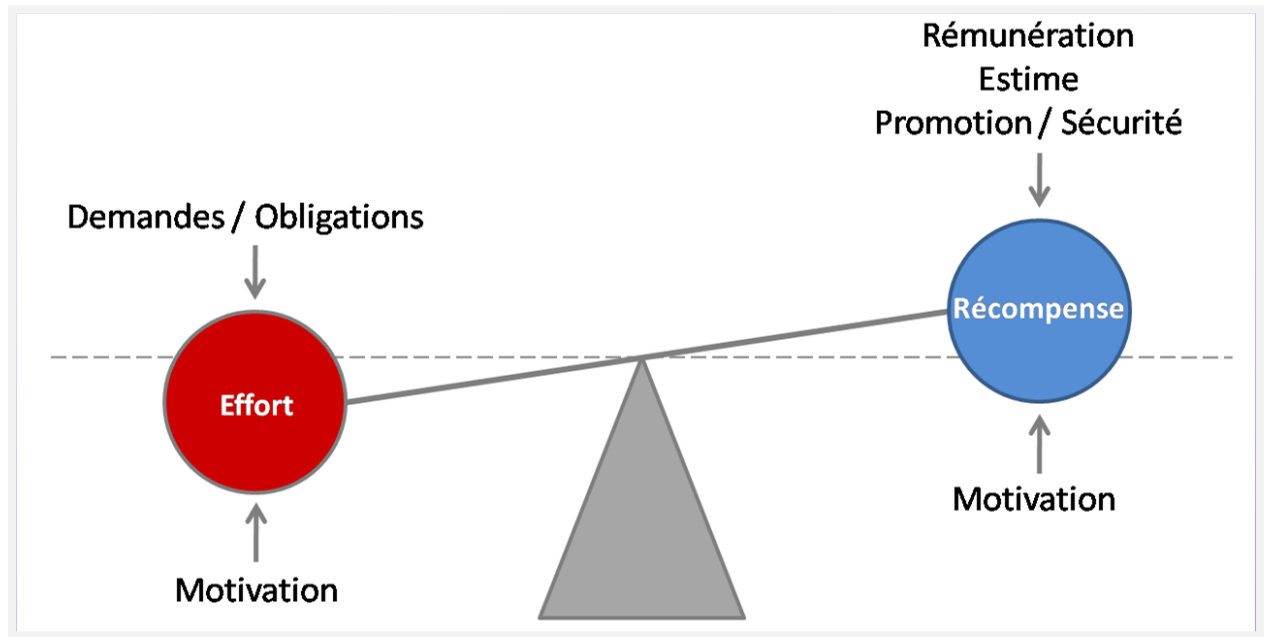 Rémunération
Estime
Promotion / Sécurité
Demandes / Obligations
Récompense
Effort
Motivation
Motivation